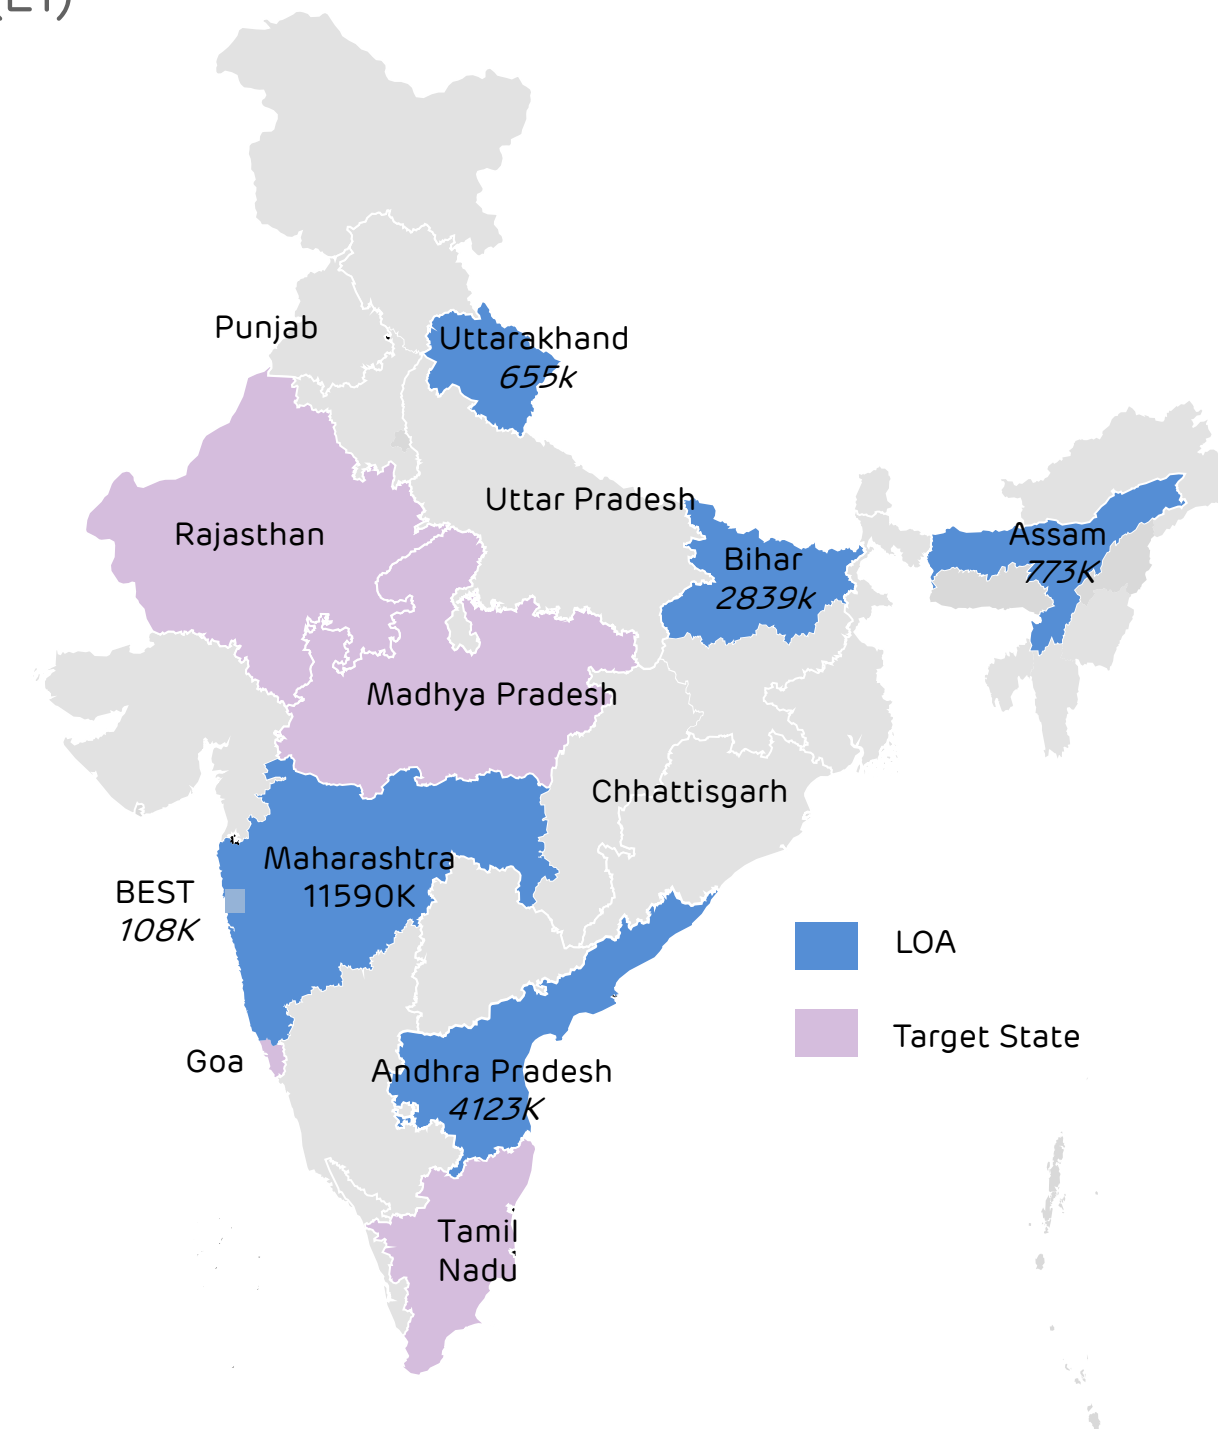 Punjab
Uttarakhand
655k
Uttar Pradesh
Rajasthan
Bihar
2839k
Assam
773K
Madhya Pradesh
Chhattisgarh
Maharashtra
11590K
BEST
108K
LOA
Target State
Goa
Andhra Pradesh
4123K
Tamil
Nadu